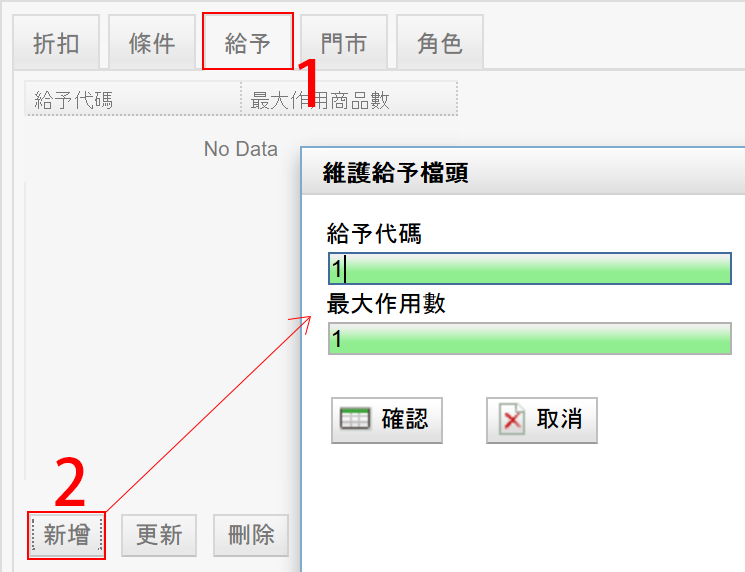 折扣 條件 給予 門市 角色
1
給予代碼 最大作用商品數
No Data
維護給予檔頭
給予代碼
1
最大作用數
1
確認 取消
2
新增 更新 刪除